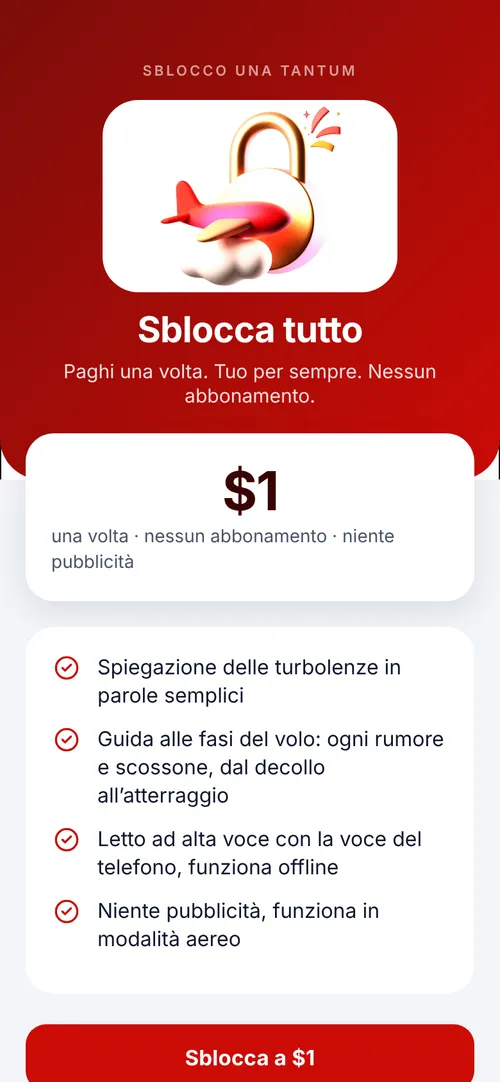 SBLOCCO UNA TANTUM
Sblocca tutto
Paghi una volta. Tuo per sempre. Nessun
abbonamento.
$1
una volta · nessun abbonamento · niente
pubblicità
Spiegazione delle turbolenze in
parole semplici
Guida alle fasi del volo: ogni rumore
e scossone, dal decollo
all’atterraggio
Letto ad alta voce con la voce del
telefono, funziona offline
Niente pubblicità, funziona in
modalità aereo
Sblocca a $1